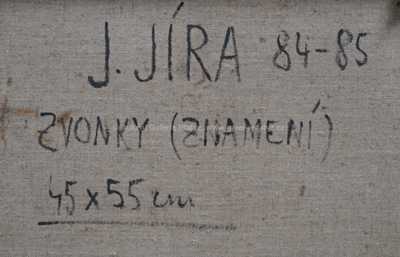 J. JÍRA 84-85
ZVONKY (ZNAMENÍ)
45 x 55 cm